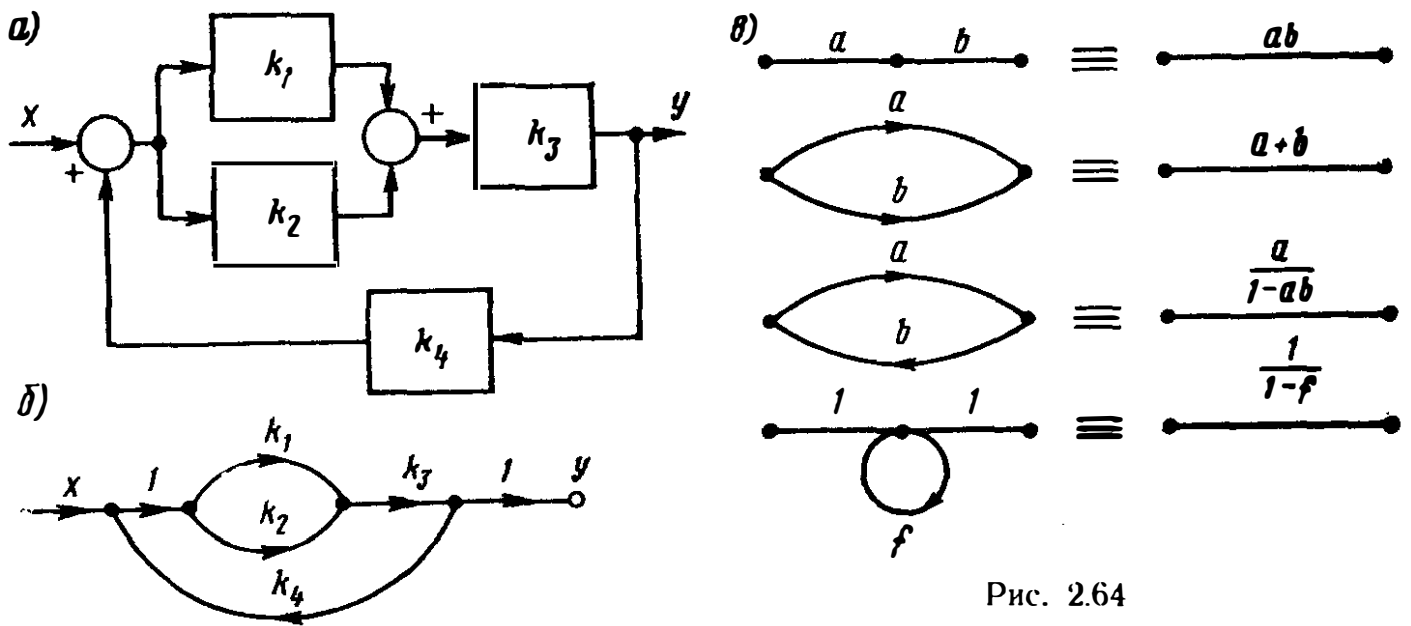 а)
k₁
x
+
+
k₃
y
k₂
k₄
б)
k₁
x
1
k₂
k₃
1
y
k₄
в)
a b ≡ ab
a
b
≡
a + b
a
b
≡
a
1-ab
1 1 ≡
1
1-f
f
Рис. 2.64